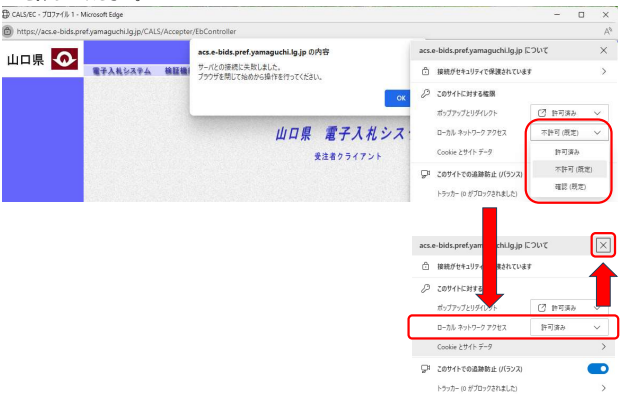 CALS/EC - プロファイル 1 - Microsoft Edge
https://acs.e-bids.pref.yamaguchi.lg.jp/CALS/Accepter/EbController
山口県
電子入札システム 検証機
acs.e-bids.pref.yamaguchi.lg.jp の内容
サーバとの接続に失敗しました。
ブラウザを閉じて始めから操作を行ってください。
OK
山口県 電子入札シス
受注者クライアント
acs.e-bids.pref.yamaguchi.lg.jp について
接続がセキュリティで保護されています
このサイトに対する権限
ポップアップとリダイレクト 許可済み
ローカル ネットワーク アクセス 不許可 (既定)
許可済み
Cookie とサイト データ
不許可 (既定)
確認 (既定)
このサイトでの追跡防止 (バランス)
トラッカー (0 がブロックされました)
acs.e-bids.pref.yam chi.lg.jp について
接続がセキュリティ 保護されています
このサイトに対する
ポップアップとリダイレクト 許可済み
ローカル ネットワーク アクセス 許可済み
Cookie とサイト データ
このサイトでの追跡防止 (バランス)
トラッカー (0 がブロックされました)